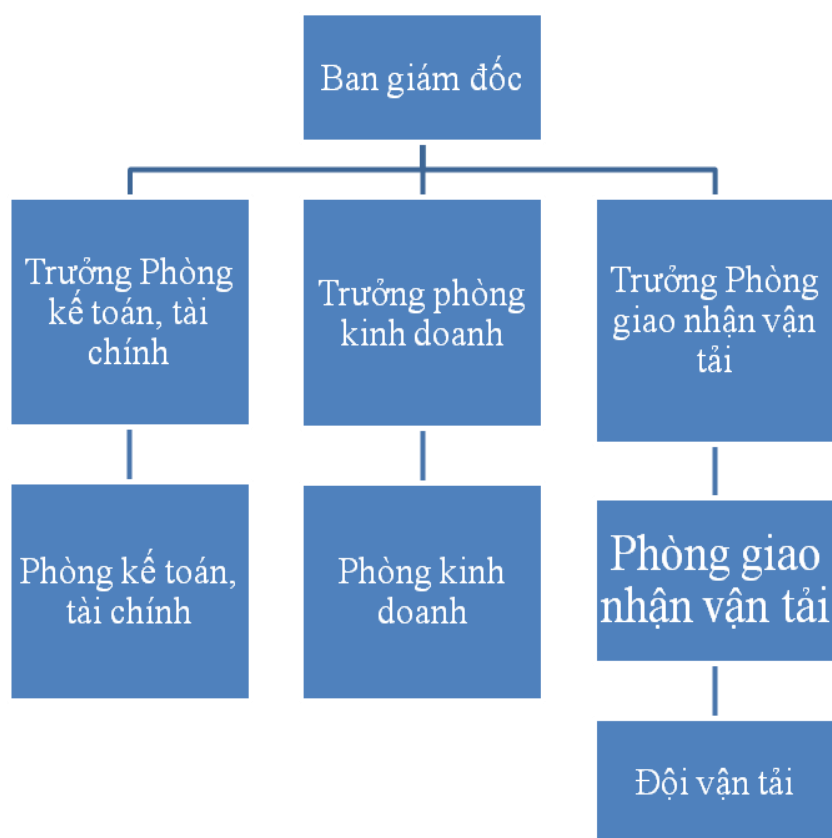 Ban giám đốc
Trưởng Phòng
kế toán, tài
chính
Trưởng phòng
kinh doanh
Trưởng Phòng
giao nhận vận
tải
Phòng kế toán,
tài chính
Phòng kinh
doanh
Phòng giao
nhận vận tải
Đội vận tải